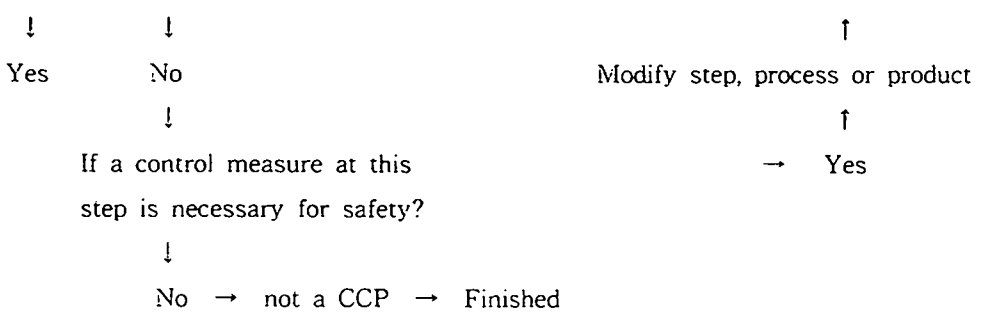 ↓ ↓ ↑
Yes No Modify step, process or product
↓ ↑
If a control measure at this → Yes
step is necessary for safety?
↓
No → not a CCP → Finished